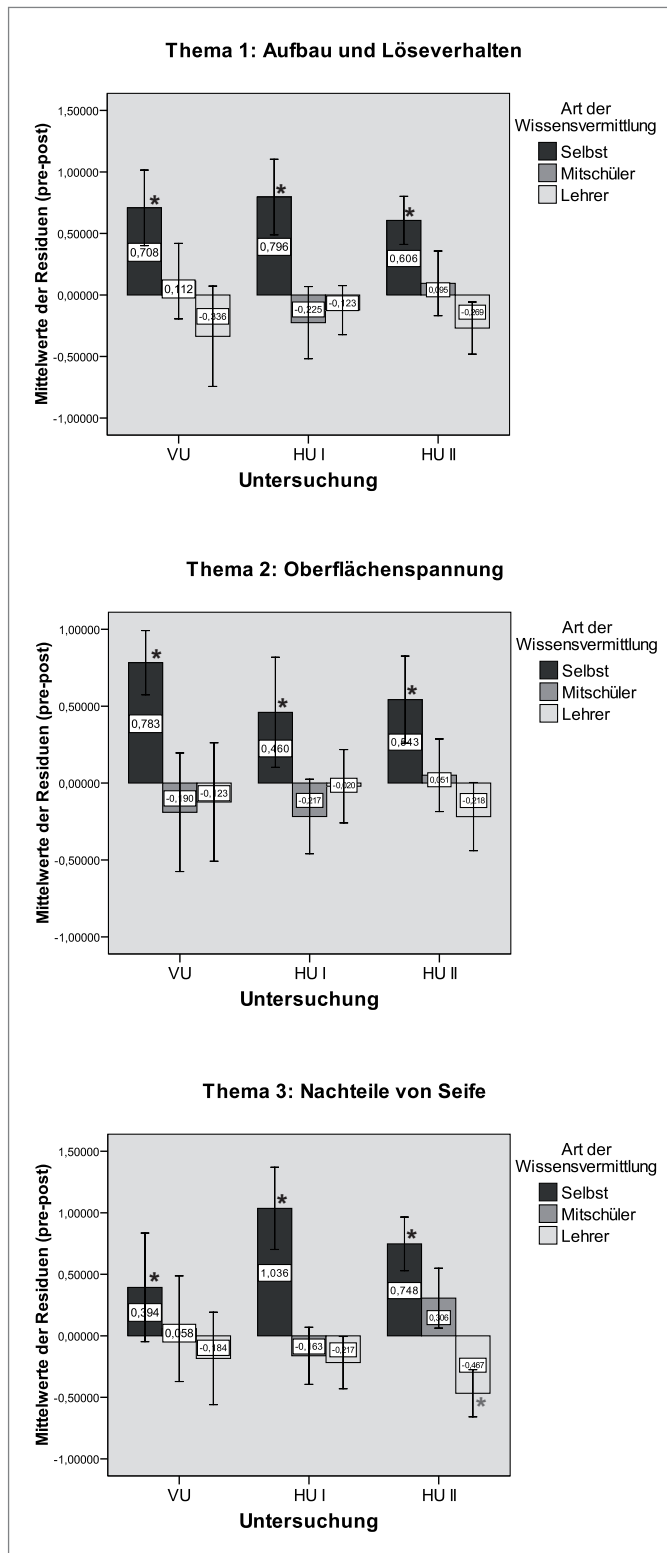 Thema 1: Aufbau und Löseverhalten
Mittelwerte der Residuen (pre-post)
1,50000
1,00000
0,50000
0,00000
-0,50000
-1,00000
*
*
*
0,708
0,112
-0,336
0,796
-0,225
-0,123
0,606
0,095
-0,269
VU
HU I
HU II
Untersuchung
Art der
Wissensvermittlung
Selbst
Mitschüler
Lehrer
Thema 2: Oberflächenspannung
Mittelwerte der Residuen (pre-post)
1,00000
0,50000
0,00000
-0,50000
-1,00000
*
*
*
0,783
-0,190
-0,123
0,460
-0,217
-0,020
0,543
0,051
-0,218
VU
HU I
HU II
Untersuchung
Art der
Wissensvermittlung
Selbst
Mitschüler
Lehrer
Thema 3: Nachteile von Seife
Mittelwerte der Residuen (pre-post)
1,50000
1,00000
0,50000
0,00000
-0,50000
-1,00000
*
*
*
0,394
0,058
-0,184
1,036
-0,163
-0,217
0,748
0,306
-0,467
*
VU
HU I
HU II
Untersuchung
Art der
Wissensvermittlung
Selbst
Mitschüler
Lehrer